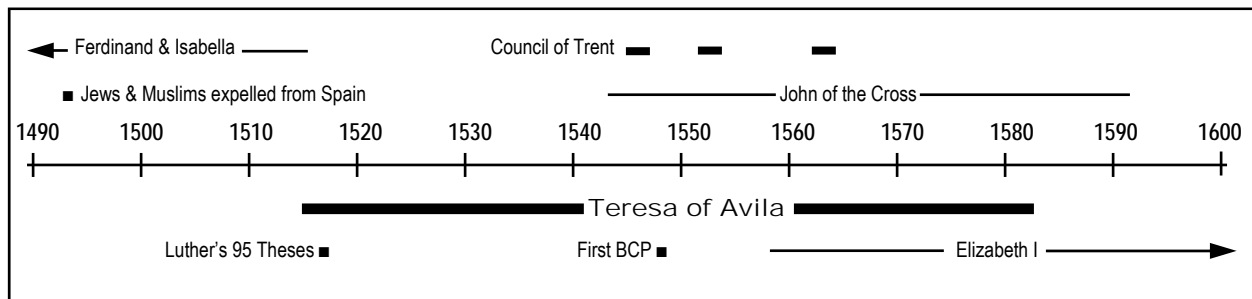 Ferdinand & Isabella Council of Trent
Jews & Muslims expelled from Spain John of the Cross
1490 1500 1510 1520 1530 1540 1550 1560 1570 1580 1590 1600
Teresa of Avila
Luther's 95 Theses First BCP Elizabeth I